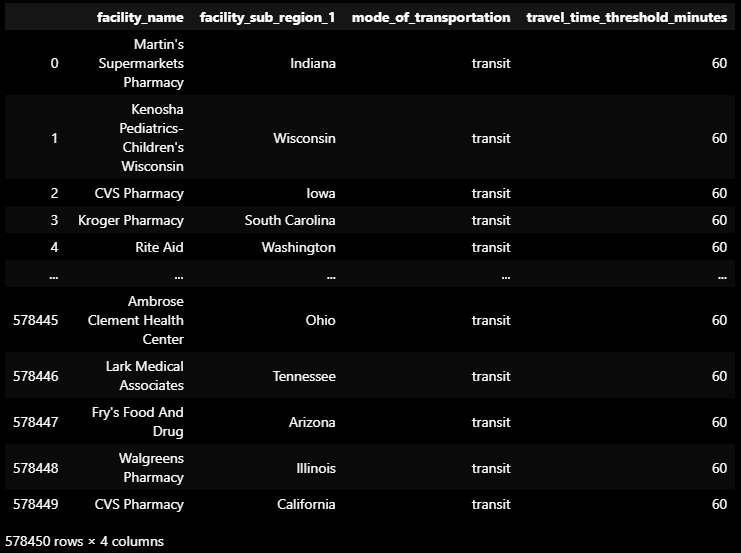 facility_name facility_sub_region_1 mode_of_transportation travel_time_threshold_minutes
Martin's
0 Supermarkets Indiana transit 60
Pharmacy
Kenosha
Pediatrics-
1 Children's Wisconsin transit 60
Wisconsin
2 CVS Pharmacy Iowa transit 60
3 Kroger Pharmacy South Carolina transit 60
4 Rite Aid Washington transit 60
... ... ... ... ...
Ambrose
578445 Clement Health Ohio transit 60
Center
578446 Lark Medical Tennessee transit 60
Associates
578447 Fry's Food And Arizona transit 60
Drug
578448 Walgreens Illinois transit 60
Pharmacy
578449 CVS Pharmacy California transit 60
578450 rows × 4 columns